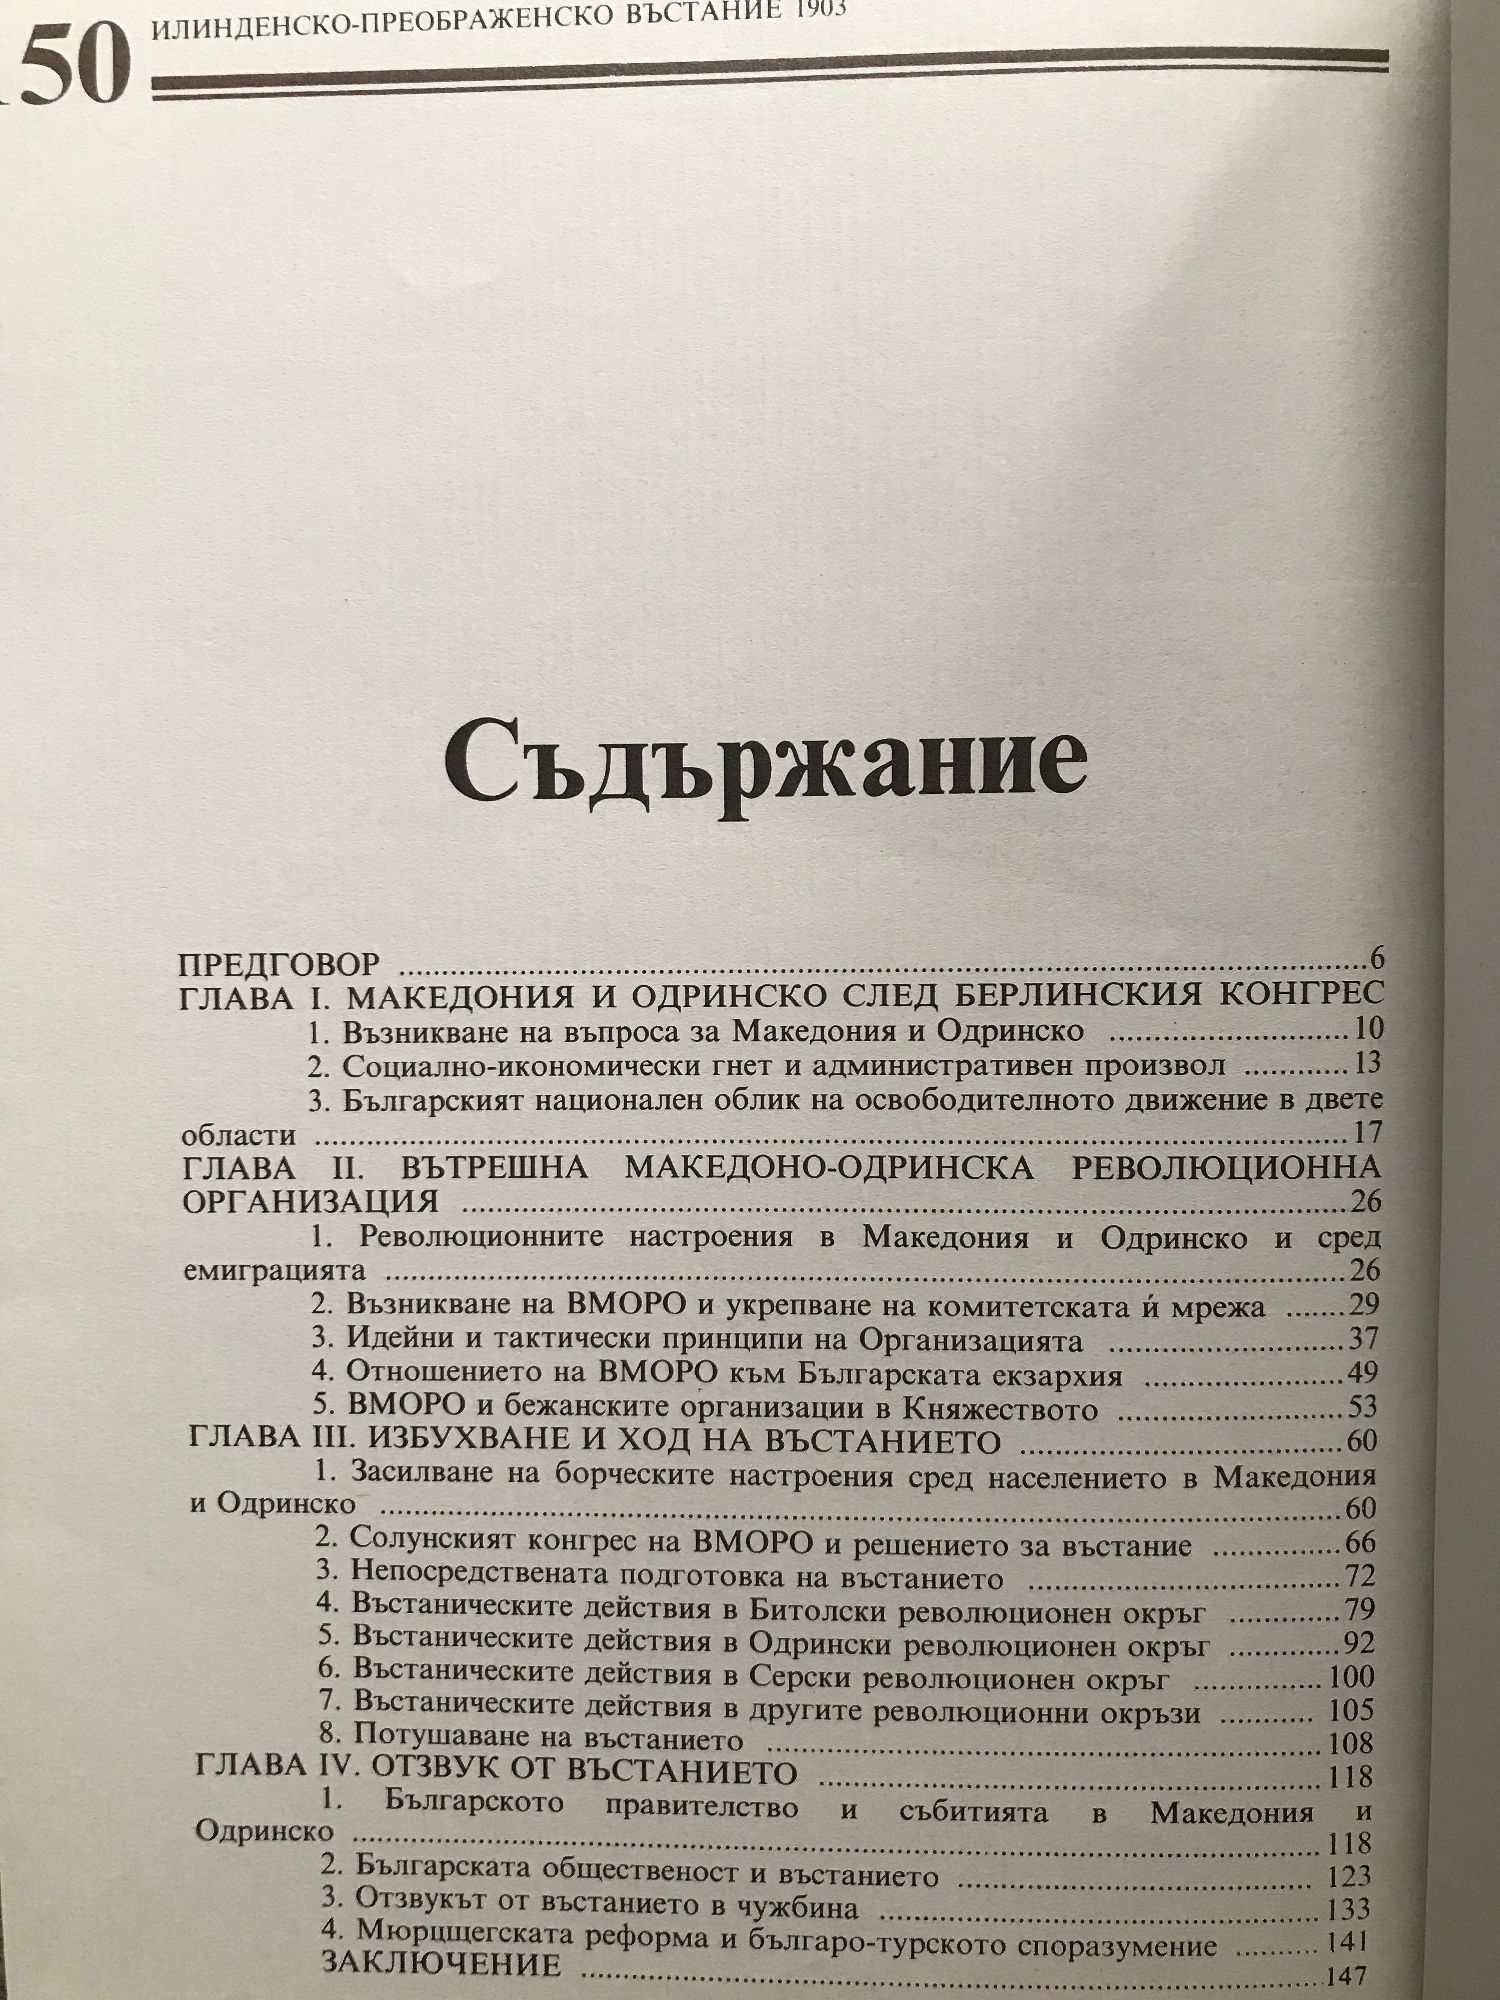 150 ИЛИНДЕНСКО-ПРЕОБРАЖЕНСКО ВЪСТАНИЕ 1903
Съдържание
ПРЕДГОВОР ........ 6
ГЛАВА I. МАКЕДОНИЯ И ОДРИНСКО СЛЕД БЕРЛИНСКИЯ КОНГРЕС
1. Възникване на въпроса за Македония и Одринско ........ 10
2. Социално-икономически гнет и административен произвол ........ 13
3. Българският национален облик на освободителното движение в двете
области ........ 17
ГЛАВА II. ВЪТРЕШНА МАКЕДОНО-ОДРИНСКА РЕВОЛЮЦИОННА
ОРГАНИЗАЦИЯ ........ 26
1. Революционните настроения в Македония и Одринско и сред
емиграцията ........ 26
2. Възникване на ВМОРО и укрепване на комитетската ѝ мрежа ........ 29
3. Идейни и тактически принципи на Организацията ........ 37
4. Отношението на ВМОРО към Българската екзархия ........ 49
5. ВМОРО и бежанските организации в Княжеството ........ 53
ГЛАВА III. ИЗБУХВАНЕ И ХОД НА ВЪСТАНИЕТО ........ 60
1. Засилване на борческите настроения сред населението в Македония
и Одринско ........ 60
2. Солунският конгрес на ВМОРО и решението за въстание ........ 66
3. Непосредствената подготовка на въстанието ........ 72
4. Въстаническите действия в Битолски революционен окръг ........ 79
5. Въстаническите действия в Одрински революционен окръг ........ 92
6. Въстаническите действия в Серски революционен окръг ........ 100
7. Въстаническите действия в другите революционни окръзи ........ 105
8. Потушаване на въстанието ........ 108
ГЛАВА IV. ОТЗВУК ОТ ВЪСТАНИЕТО ........ 118
1. Българското правителство и събитията в Македония и
Одринско ........ 118
2. Българската общественост и въстанието ........ 123
3. Отзвукът от въстанието в чужбина ........ 133
4. Мюрцщегската реформа и българо-турското споразумение ........ 141
ЗАКЛЮЧЕНИЕ ........ 147